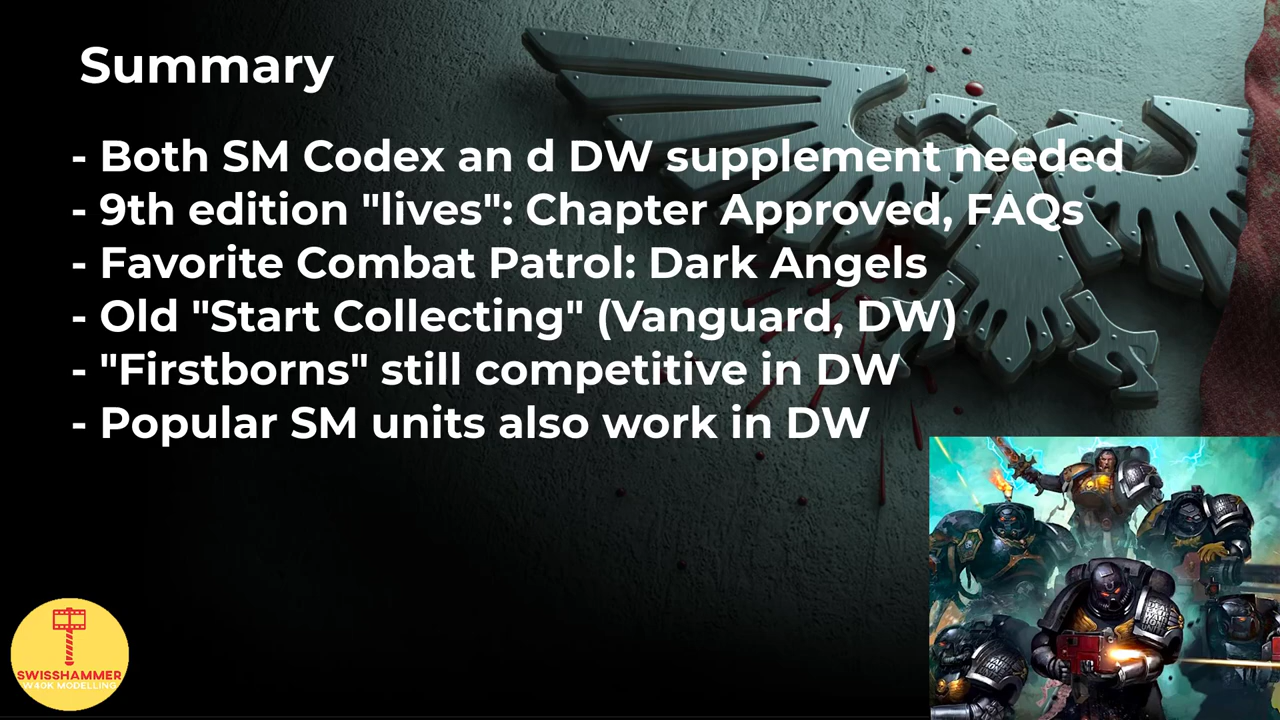 Summary
- Both SM Codex an d DW supplement needed
- 9th edition "lives": Chapter Approved, FAQs
- Favorite Combat Patrol: Dark Angels
- Old "Start Collecting" (Vanguard, DW)
- "Firstborns" still competitive in DW
- Popular SM units also work in DW
SWISSHAMMER
W40K MODELLING